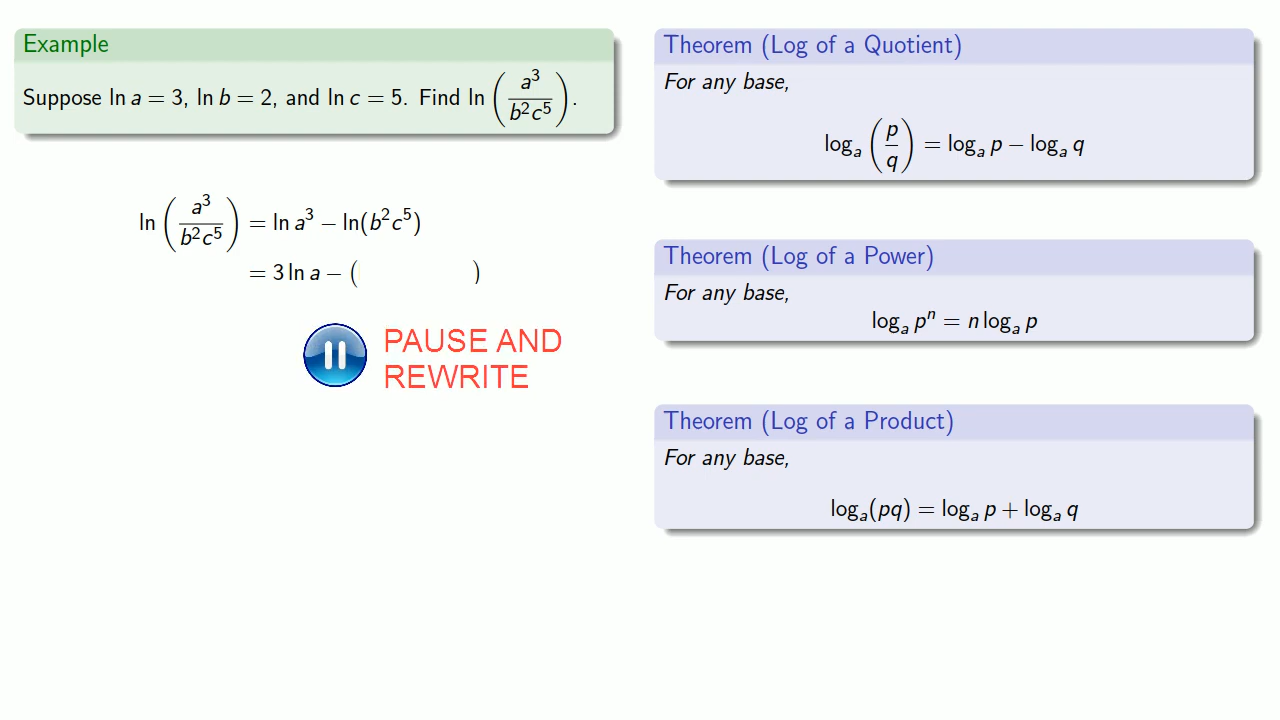 Example
Suppose ln a = 3, ln b = 2, and ln c = 5. Find ln (a³/b²c⁵).
ln (a³/b²c⁵) = ln a³ − ln(b²c⁵)
= 3 ln a − ( )
PAUSE AND
REWRITE
Theorem (Log of a Quotient)
For any base,
logₐ (p/q) = logₐ p − logₐ q
Theorem (Log of a Power)
For any base,
logₐ pⁿ = n logₐ p
Theorem (Log of a Product)
For any base,
logₐ(pq) = logₐ p + logₐ q